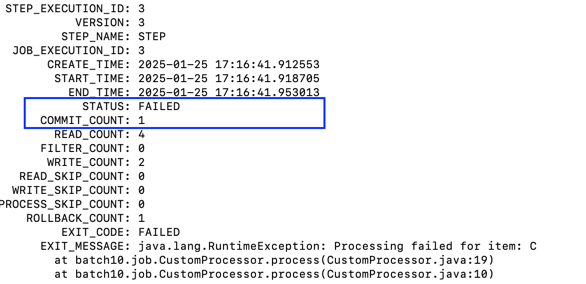 STEP_EXECUTION_ID: 3
VERSION: 3
STEP_NAME: STEP
JOB_EXECUTION_ID: 3
CREATE_TIME: 2025-01-25 17:16:41.912553
START_TIME: 2025-01-25 17:16:41.918705
END_TIME: 2025-01-25 17:16:41.953013
STATUS: FAILED
COMMIT_COUNT: 1
READ_COUNT: 4
FILTER_COUNT: 0
WRITE_COUNT: 2
READ_SKIP_COUNT: 0
WRITE_SKIP_COUNT: 0
PROCESS_SKIP_COUNT: 0
ROLLBACK_COUNT: 1
EXIT_CODE: FAILED
EXIT_MESSAGE: java.lang.RuntimeException: Processing failed for item: C
at batch10.job.CustomProcessor.process(CustomProcessor.java:19)
at batch10.job.CustomProcessor.process(CustomProcessor.java:10)